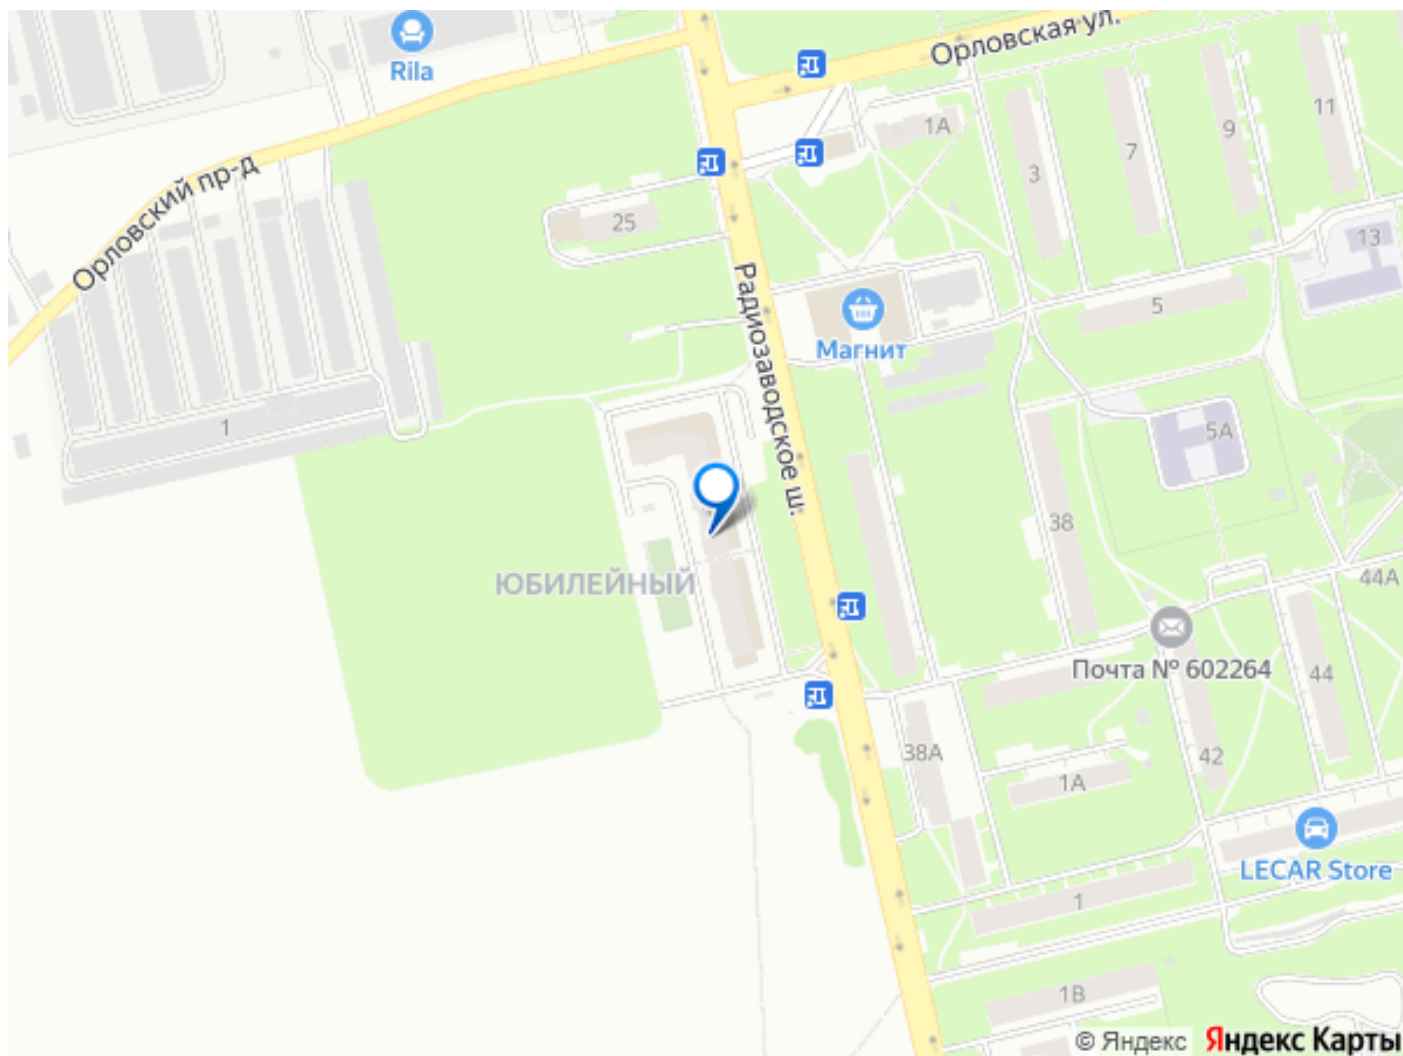 Орловская ул.
Rila
11
1А
9
7
3
Орловский пр-д
25
13
Радиозаводское ш.
5
Магнит
1
5А
38
ЮБИЛЕЙНЫЙ
44А
Почта № 602264
44
38А
42
1А
LECAR Store
1
1В
© Яндекс Яндекс Карты